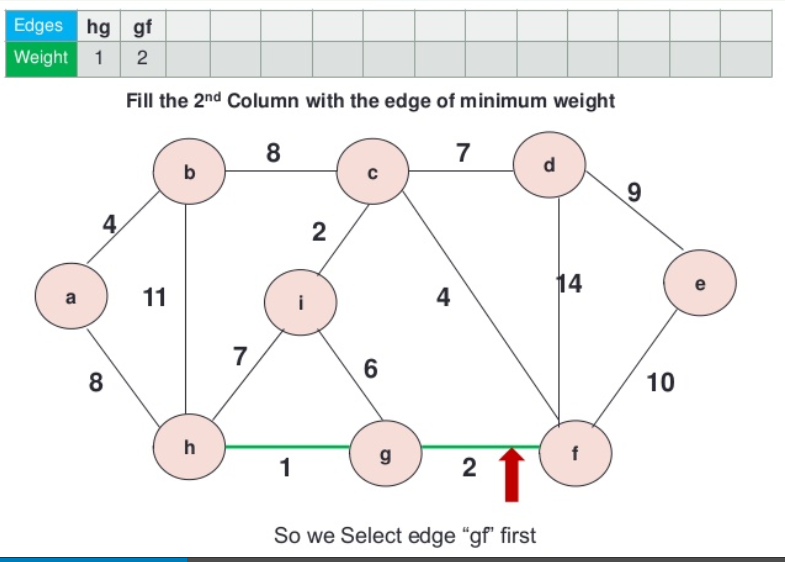 Edges hg gf
Weight 1 2
Fill the 2nd Column with the edge of minimum weight
8 7
b c d
4 2 9
a 11 i 4 14 e
7 6
8 10
h g f
1 2
So we Select edge “gf” first